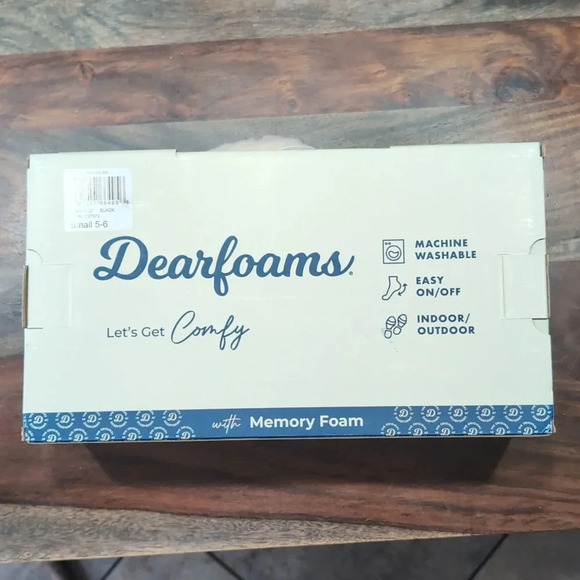 BLACK
Small 5-6
Dearfoams®
Let's Get Comfy
MACHINE
WASHABLE
EASY
ON/OFF
INDOOR/
OUTDOOR
with Memory Foam